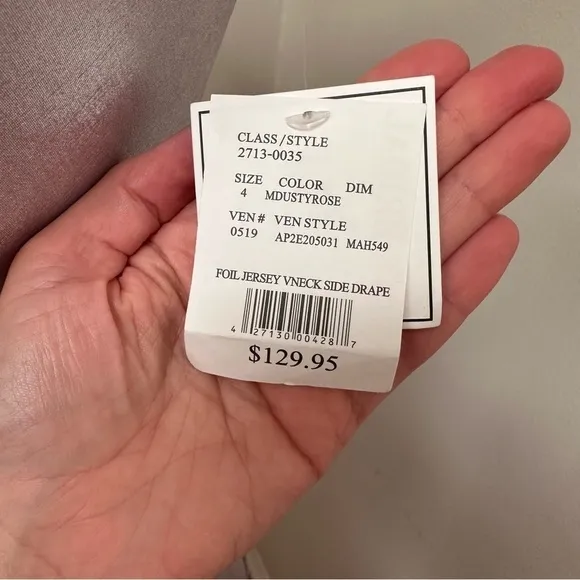 CLASS/STYLE
2713-0035
SIZE COLOR DIM
4 MDUSTYROSE
VEN # VEN STYLE
0519 AP2E205031 MAH549
FOIL JERSEY VNECK SIDE DRAPE
4 27130 00428 7
$129.95